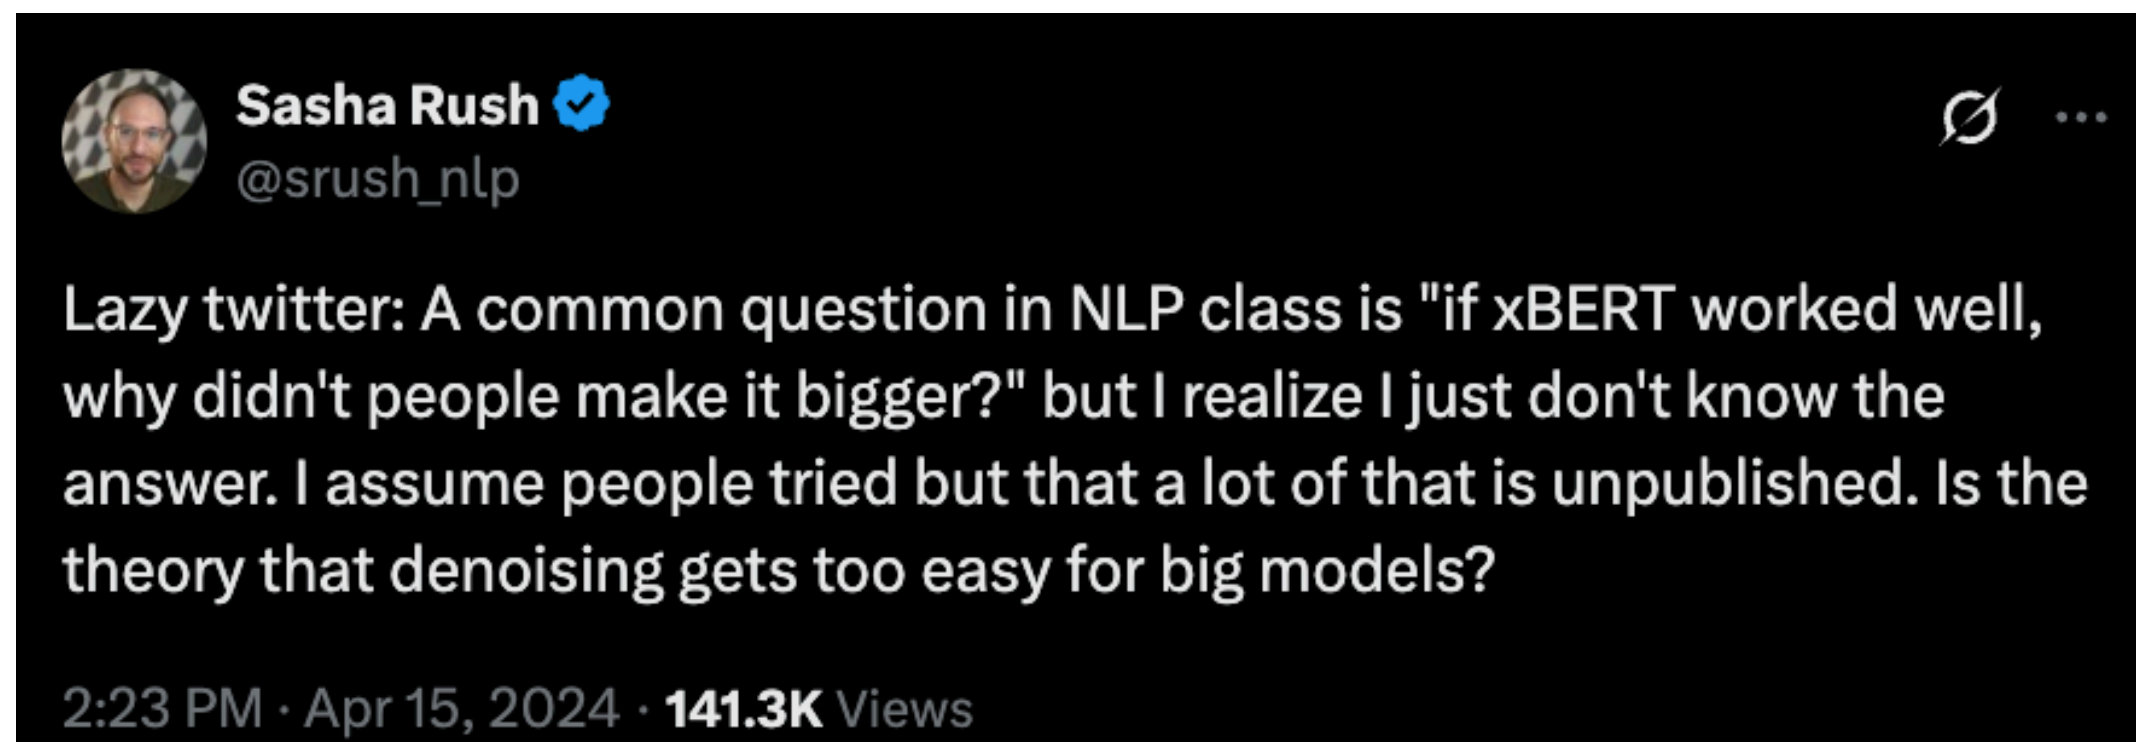 Sasha Rush
@srush_nlp
Lazy twitter: A common question in NLP class is "if xBERT worked well,
why didn't people make it bigger?" but I realize I just don't know the
answer. I assume people tried but that a lot of that is unpublished. Is the
theory that denoising gets too easy for big models?
2:23 PM · Apr 15, 2024 · 141.3K Views